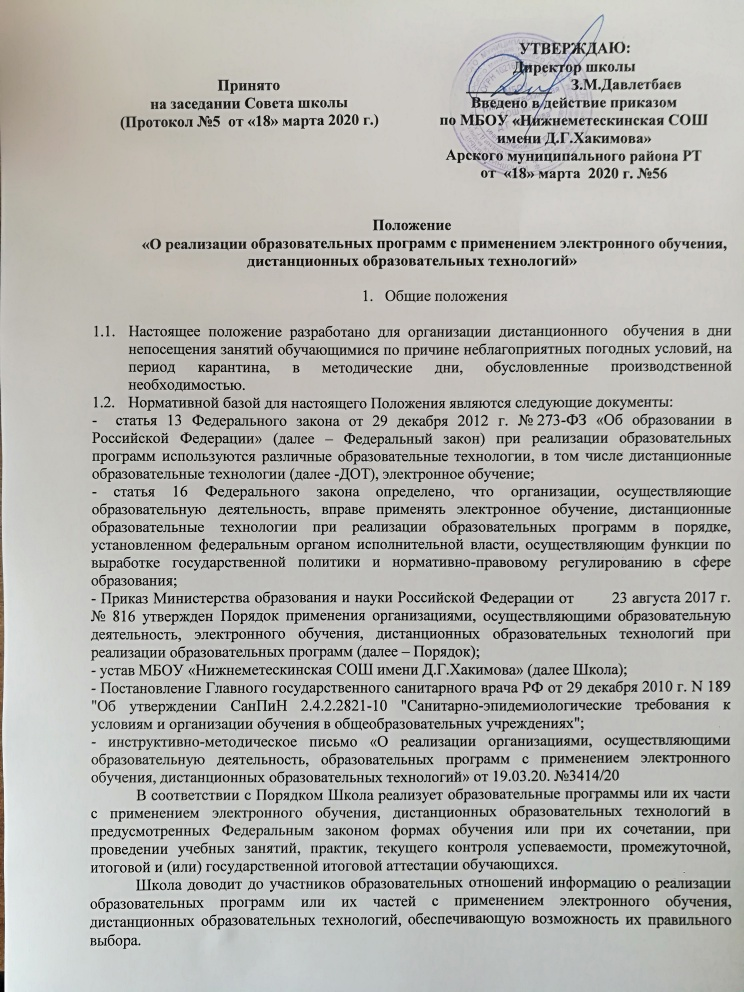 УТВЕРЖДАЮ:
Директор школы
Принято
З.М.Давлетбаев
на заседании Совета школы
Введено в действие приказом
(Протокол №5 от «18» марта 2020 г.)
по МБОУ «Нижнеметескинская СОШ
имени Д.Г.Хакимова»
Арского муниципального района РТ
от «18» марта 2020 г. №56
Положение
«О реализации образовательных программ с применением электронного обучения,
дистанционных образовательных технологий»
1. Общие положения
1.1. Настоящее положение разработано для организации дистанционного обучения в дни
непосещения занятий обучающимися по причине неблагоприятных погодных условий, на
период карантина, в методические дни, обусловленные производственной
необходимостью.
1.2. Нормативной базой для настоящего Положения являются следующие документы:
- статья 13 Федерального закона от 29 декабря 2012 г. №273-ФЗ «Об образовании в
Российской Федерации» (далее – Федеральный закон) при реализации образовательных
программ используются различные образовательные технологии, в том числе дистанционные
образовательные технологии (далее -ДОТ), электронное обучение;
- статья 16 Федерального закона определено, что организации, осуществляющие
образовательную деятельность, вправе применять электронное обучение, дистанционные
образовательные технологии при реализации образовательных программ в порядке,
установленном федеральным органом исполнительной власти, осуществляющим функции по
выработке государственной политики и нормативно-правовому регулированию в сфере
образования;
- Приказ Министерства образования и науки Российской Федерации от 23 августа 2017 г.
№ 816 утвержден Порядок применения организациями, осуществляющими образовательную
деятельность, электронного обучения, дистанционных образовательных технологий при
реализации образовательных программ (далее – Порядок);
- устав МБОУ «Нижнеметескинская СОШ имени Д.Г.Хакимова» (далее Школа);
- Постановление Главного государственного санитарного врача РФ от 29 декабря 2010 г. N 189
"Об утверждении СанПиН 2.4.2.2821-10 "Санитарно-эпидемиологические требования к
условиям и организации обучения в общеобразовательных учреждениях";
- инструктивно-методическое письмо «О реализации организациями, осуществляющими
образовательную деятельность, образовательных программ с применением электронного
обучения, дистанционных образовательных технологий» от 19.03.20. №3414/20
В соответствии с Порядком Школа реализует образовательные программы или их части
с применением электронного обучения, дистанционных образовательных технологий в
предусмотренных Федеральным законом формах обучения или при их сочетании, при
проведении учебных занятий, практик, текущего контроля успеваемости, промежуточной,
итоговой и (или) государственной итоговой аттестации обучающихся.
Школа доводит до участников образовательных отношений информацию о реализации
образовательных программ или их частей с применением электронного обучения,
дистанционных образовательных технологий, обеспечивающую возможность их правильного
выбора.